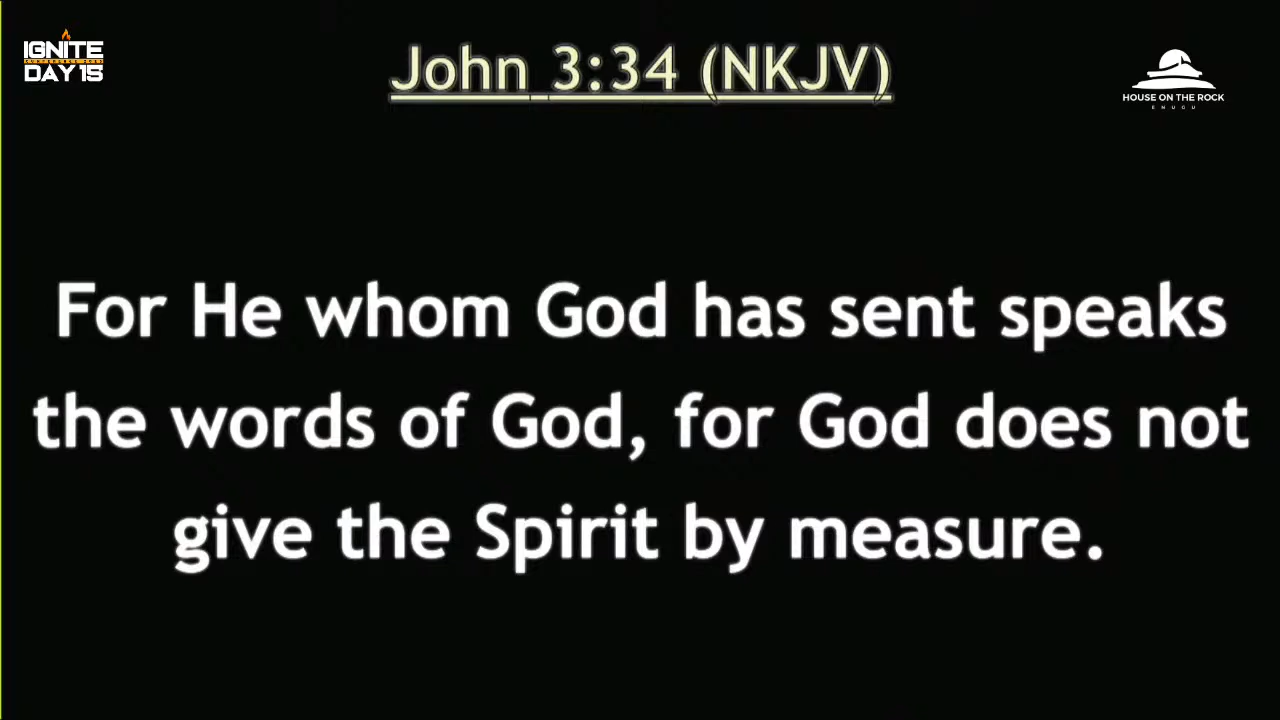 IGNITE
DAY 15
John 3:34 (NKJV)
HOUSE ON THE ROCK
ENUGU
For He whom God has sent speaks
the words of God, for God does not
give the Spirit by measure.